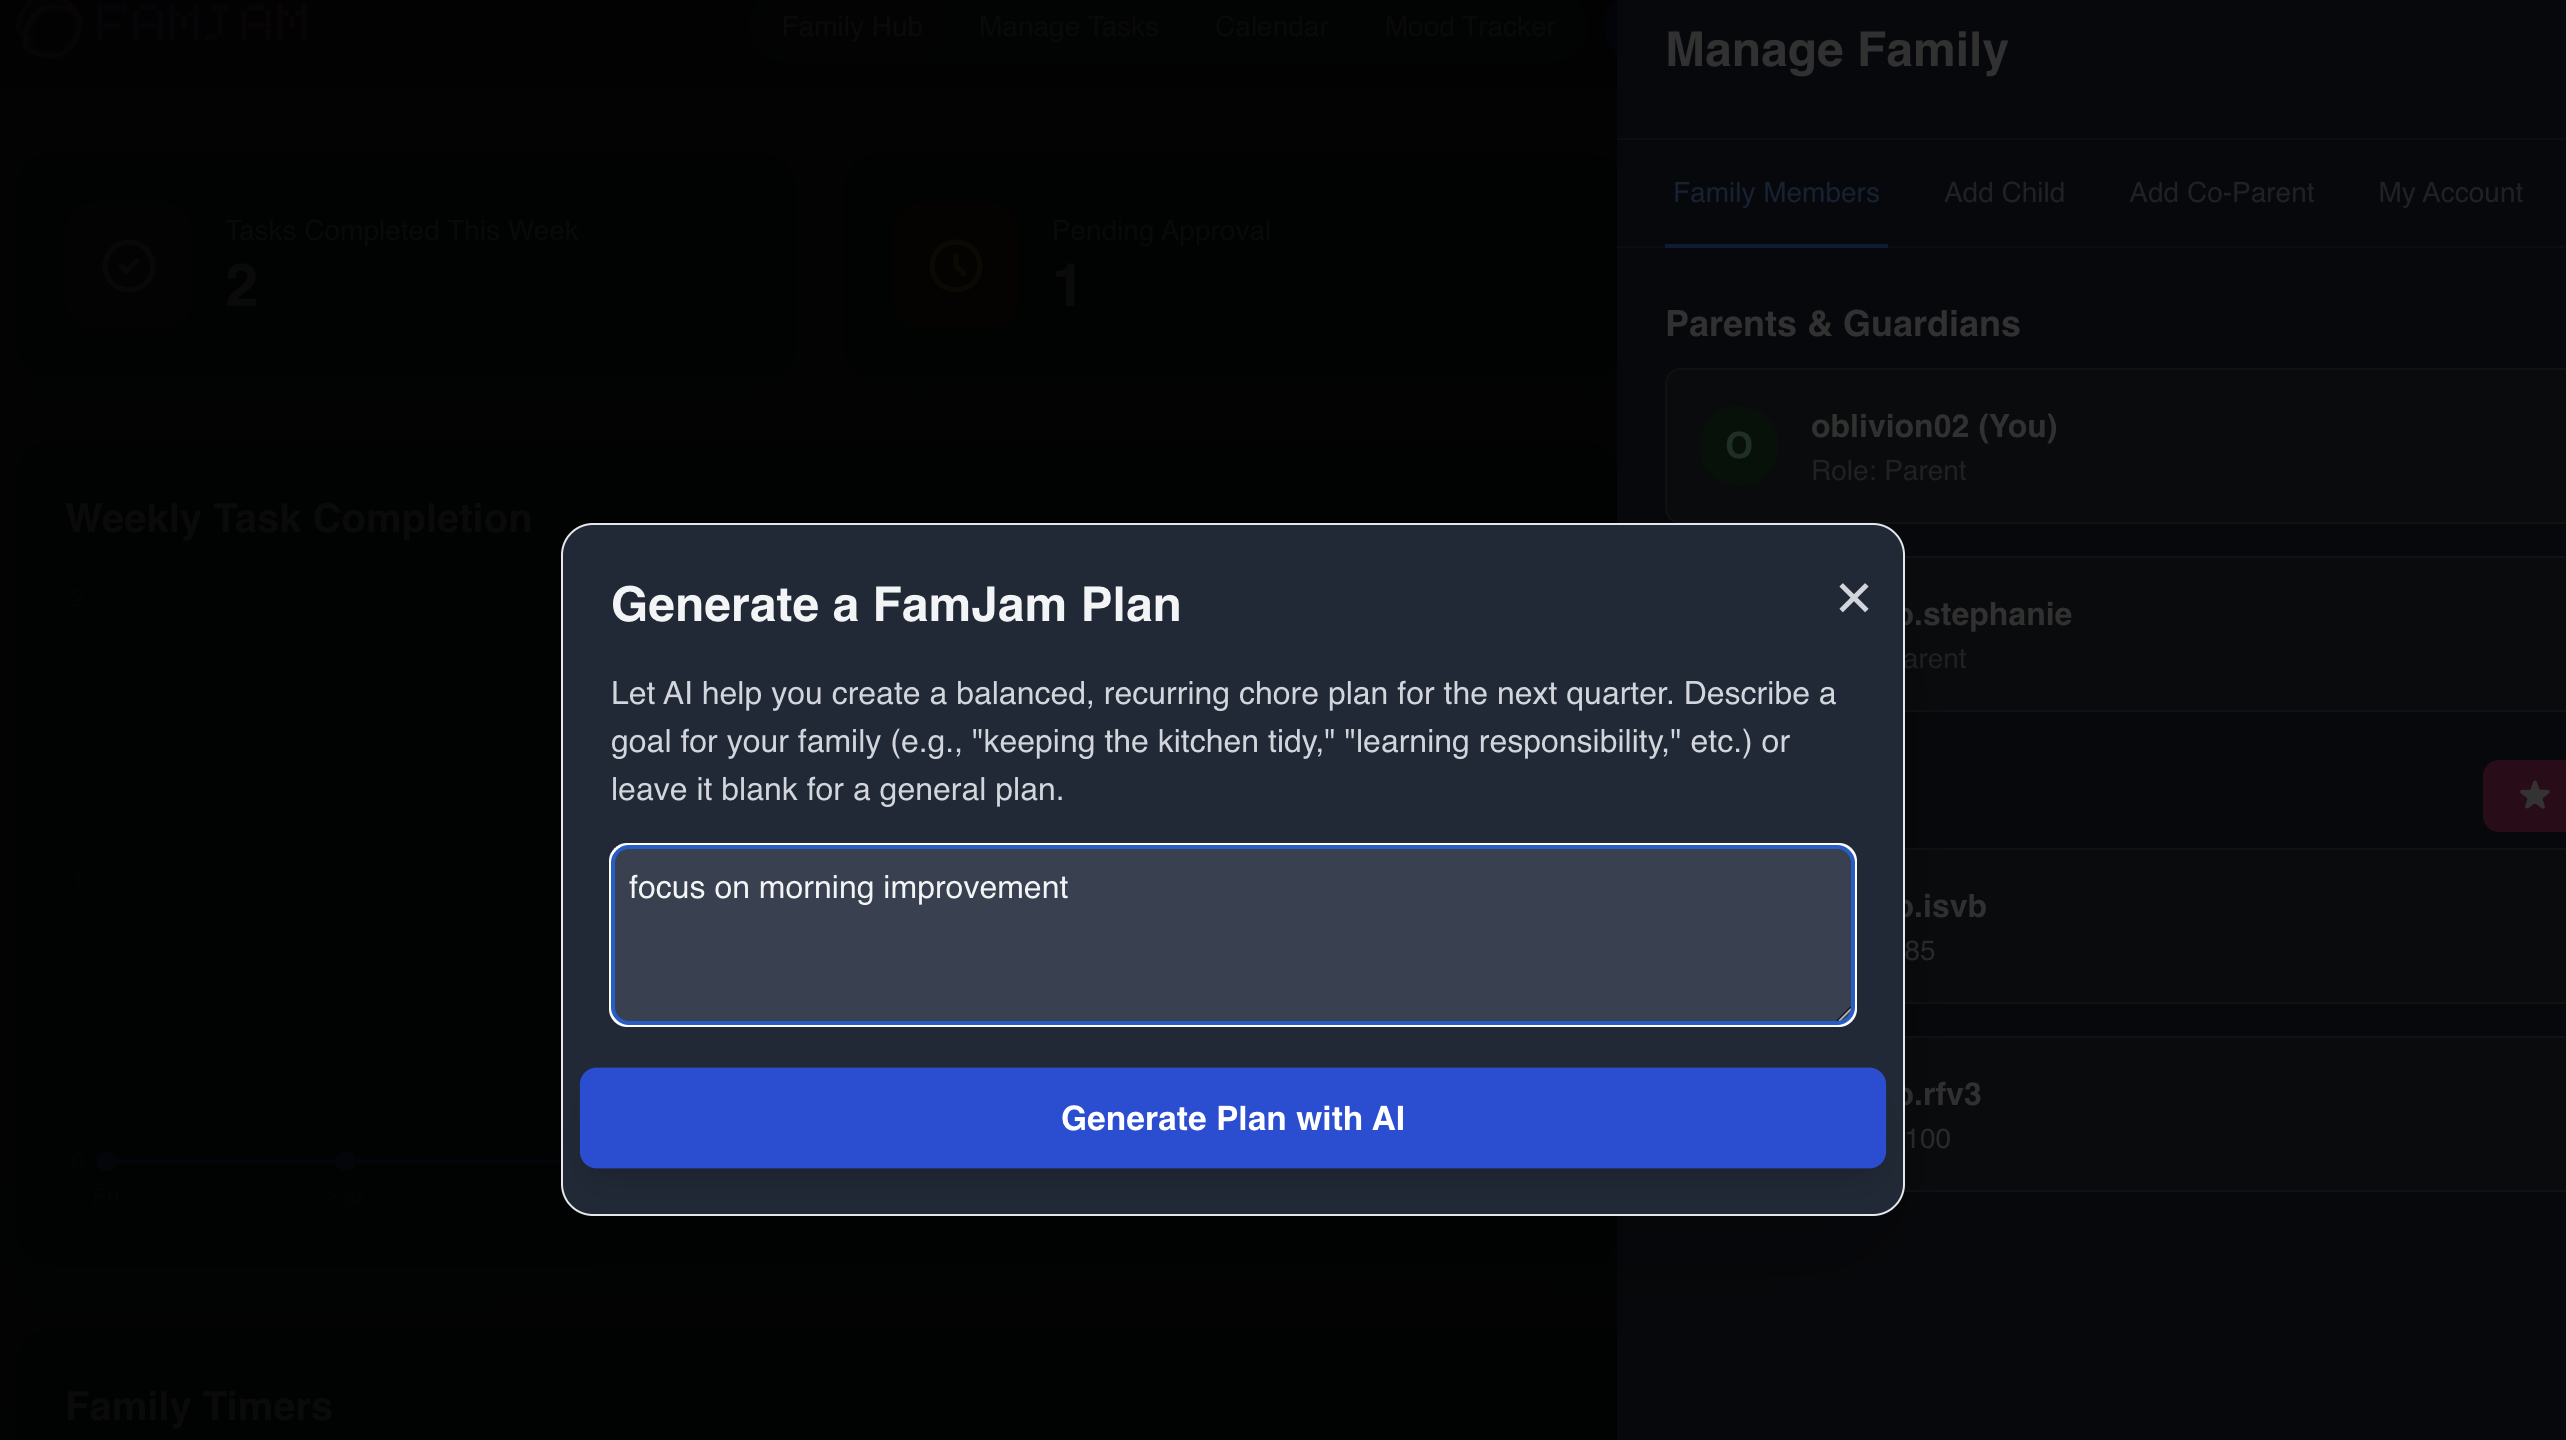 FAMJAM
Family Hub
Manage Tasks
Calendar
Mood Tracker
Manage Family
Family Members
Add Child
Add Co-Parent
My Account
Tasks Completed This Week
2
Pending Approval
1
Parents & Guardians
O
oblivion02 (You)
Role: Parent
Weekly Task Completion
.stephanie
arent
.isvb
85
.rfv3
100
Generate a FamJam Plan
Let AI help you create a balanced, recurring chore plan for the next quarter. Describe a
goal for your family (e.g., "keeping the kitchen tidy," "learning responsibility," etc.) or
leave it blank for a general plan.
focus on morning improvement
Generate Plan with AI
Family Timers